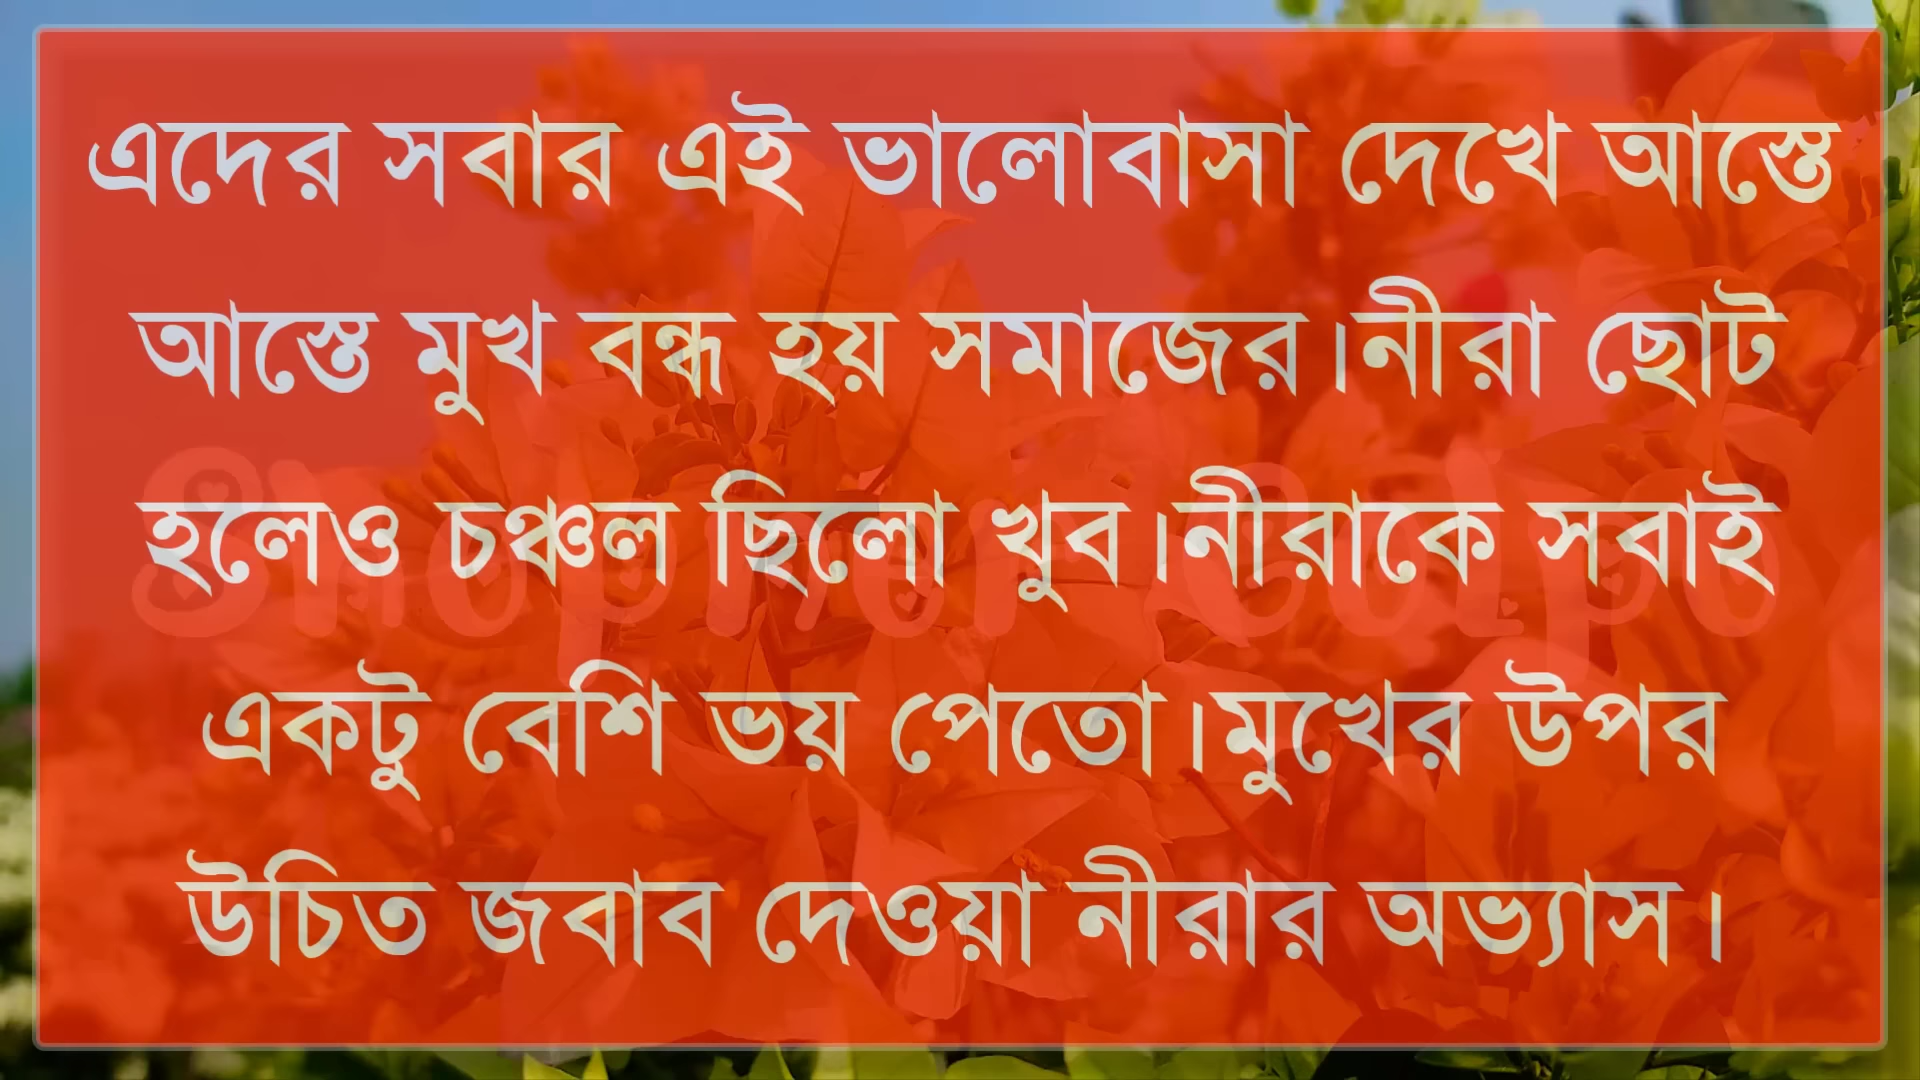 এদের সবার এই ভালোবাসা দেখে আস্তে
আস্তে মুখ বন্ধ হয় সমাজের।নীরা ছোট
হলেও চঞ্চল ছিলো খুব।নীরাকে সবাই
একটু বেশি ভয় পেতো।মুখের উপর
উচিত জবাব দেওয়া নীরার অভ্যাস।